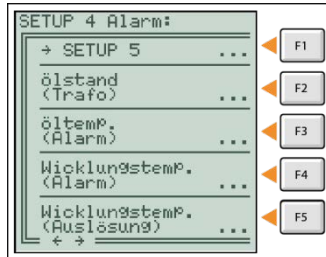 SETUP 4 Alarm:
→ SETUP 5 ...
F1
ölstand
(Trafo) ...
F2
öltemp.
(Alarm) ...
F3
Wicklungstemp.
(Alarm) ...
F4
Wicklungstemp.
(Auslösung) ...
F5
← →